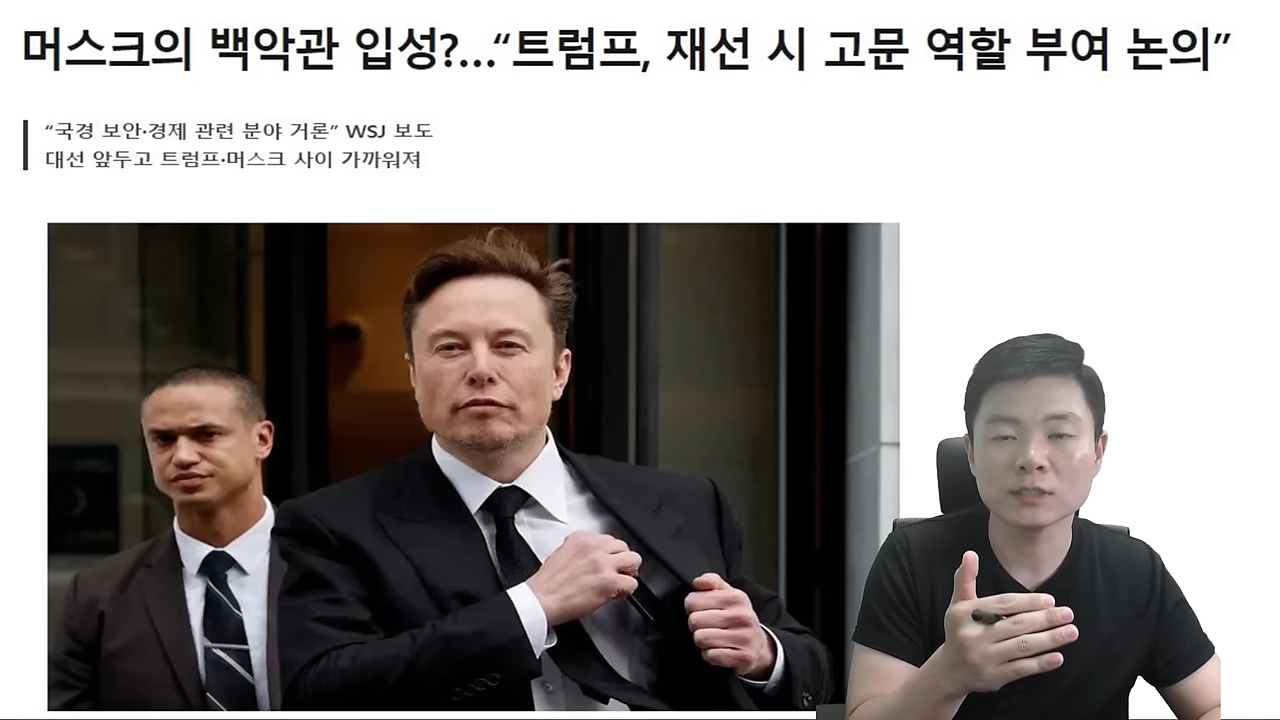 머스크의 백악관 입성?…“트럼프, 재선 시 고문 역할 부여 논의”
“국경 보안·경제 관련 분야 거론” WSJ 보도
대선 앞두고 트럼프·머스크 사이 가까워져